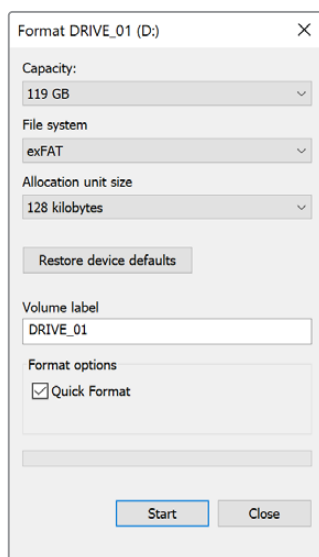 Format DRIVE_01 (D:)
Capacity:
119 GB
File system
exFAT
Allocation unit size
128 kilobytes
Restore device defaults
Volume label
DRIVE_01
Format options
Quick Format
Start Close